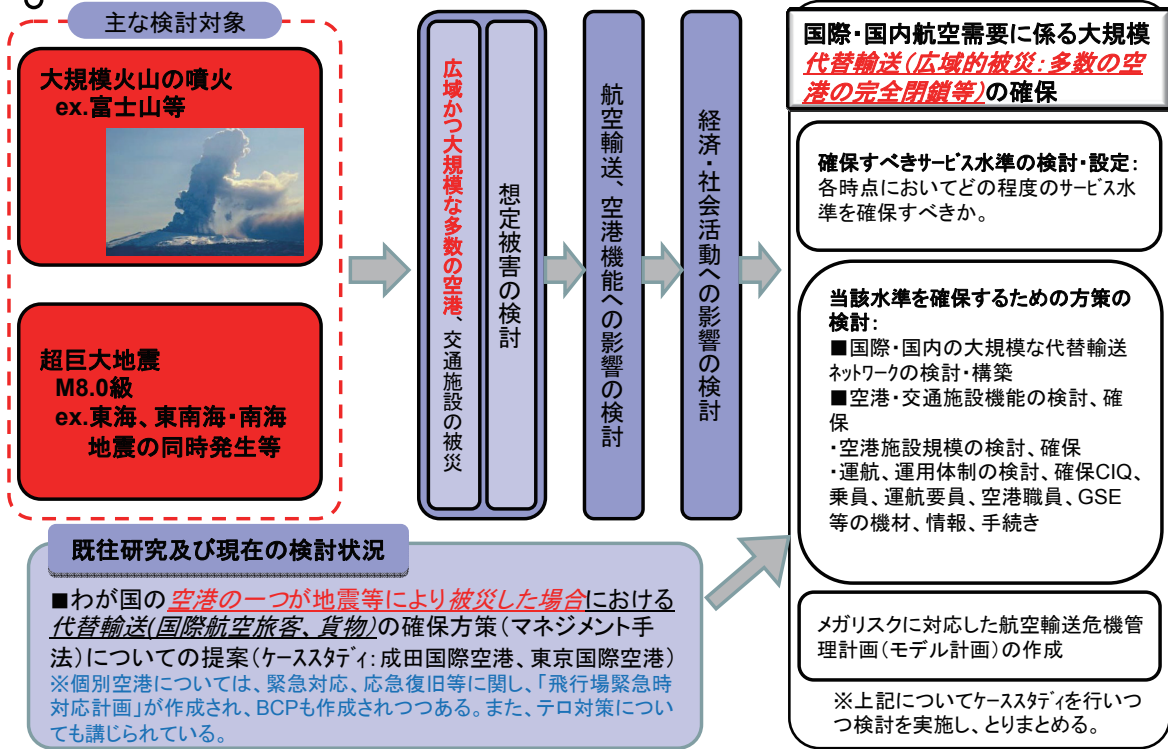 主な検討対象
大規模火山の噴火
ex.富士山等
超巨大地震
M8.0級
ex.東海、東南海・南海
地震の同時発生等
広域かつ大規模な多数の空港、交通施設の被災
想定被害の検討
航空輸送、空港機能への影響の検討
経済・社会活動への影響の検討
国際・国内航空需要に係る大規模
代替輸送(広域的被災:多数の空
港の完全閉鎖等)の確保
確保すべきサービス水準の検討・設定:
各時点においてどの程度のサービス水
準を確保すべきか。
当該水準を確保するための方策の
検討:
■国際・国内の大規模な代替輸送
ネットワークの検討・構築
■空港・交通施設機能の検討、確
保
・空港施設規模の検討、確保
・運航、運用体制の検討、確保CIQ、
乗員、運航要員、空港職員、GSE
等の機材、情報、手続き
メガリスクに対応した航空輸送危機管
理計画(モデル計画)の作成
※上記についてケーススタディを行いつ
つ検討を実施し、とりまとめる。
既往研究及び現在の検討状況
■わが国の空港の一つが地震等により被災した場合における
代替輸送(国際航空旅客、貨物)の確保方策(マネジメント手
法)についての提案(ケーススタディ:成田国際空港、東京国際空港)
※個別空港については、緊急対応、応急復旧等に関し、「飛行場緊急時
対応計画」が作成され、BCPも作成されつつある。また、テロ対策につい
ても講じられている。